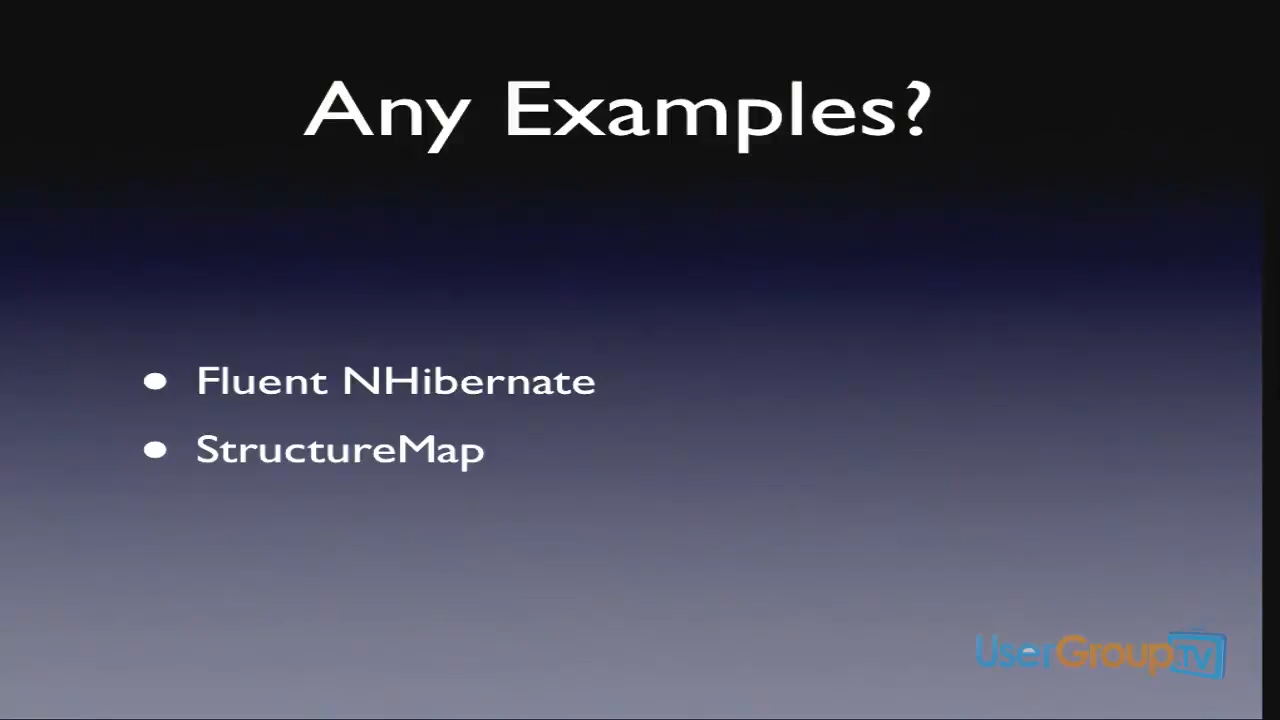 Any Examples?
• Fluent NHibernate
• StructureMap
UserGroup.TV